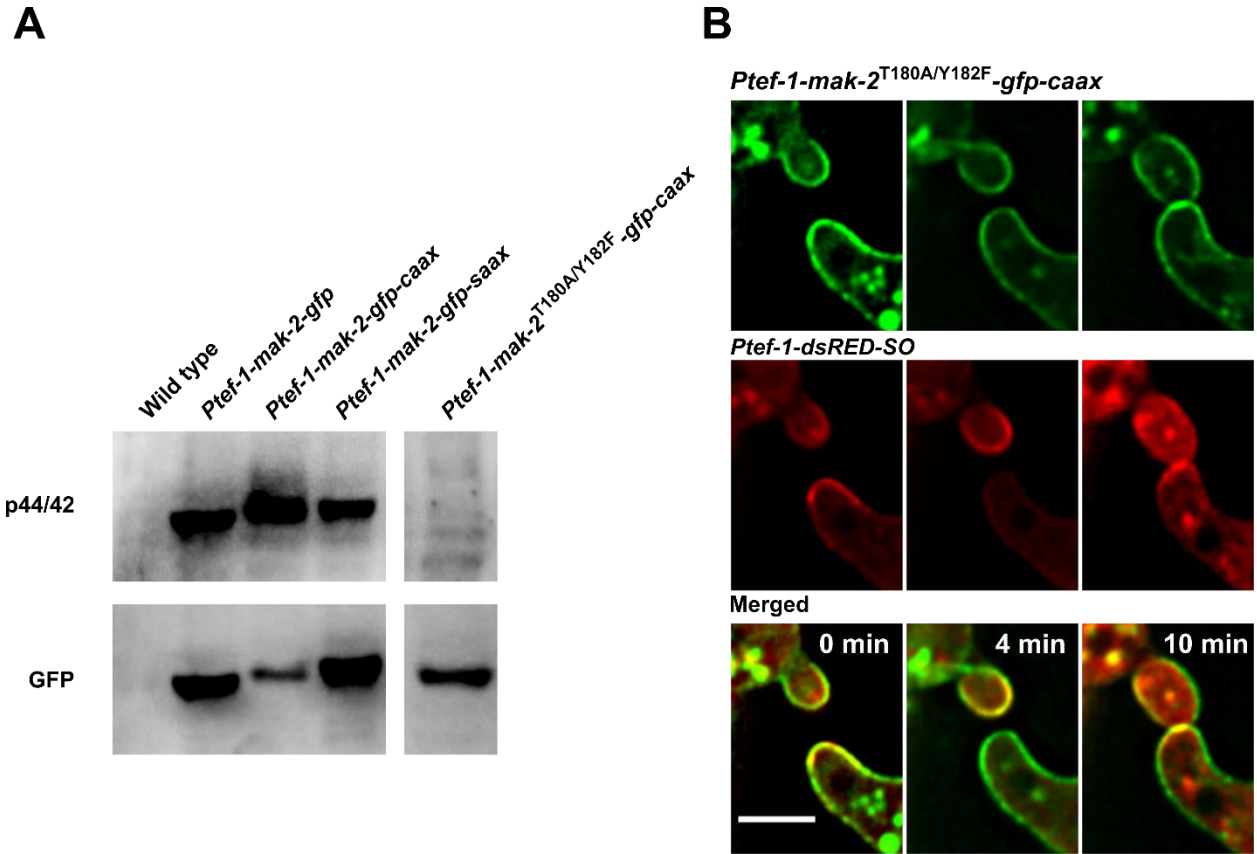 A
B
Wild type
Ptef-1-mak-2-gfp
Ptef-1-mak-2-gfp-caax
Ptef-1-mak-2-gfp-saax
Ptef-1-mak-2T180A/Y182F-gfp-caax
p44/42
GFP
Ptef-1-mak-2T180A/Y182F-gfp-caax
Ptef-1-dsRED-SO
Merged
0 min
4 min
10 min